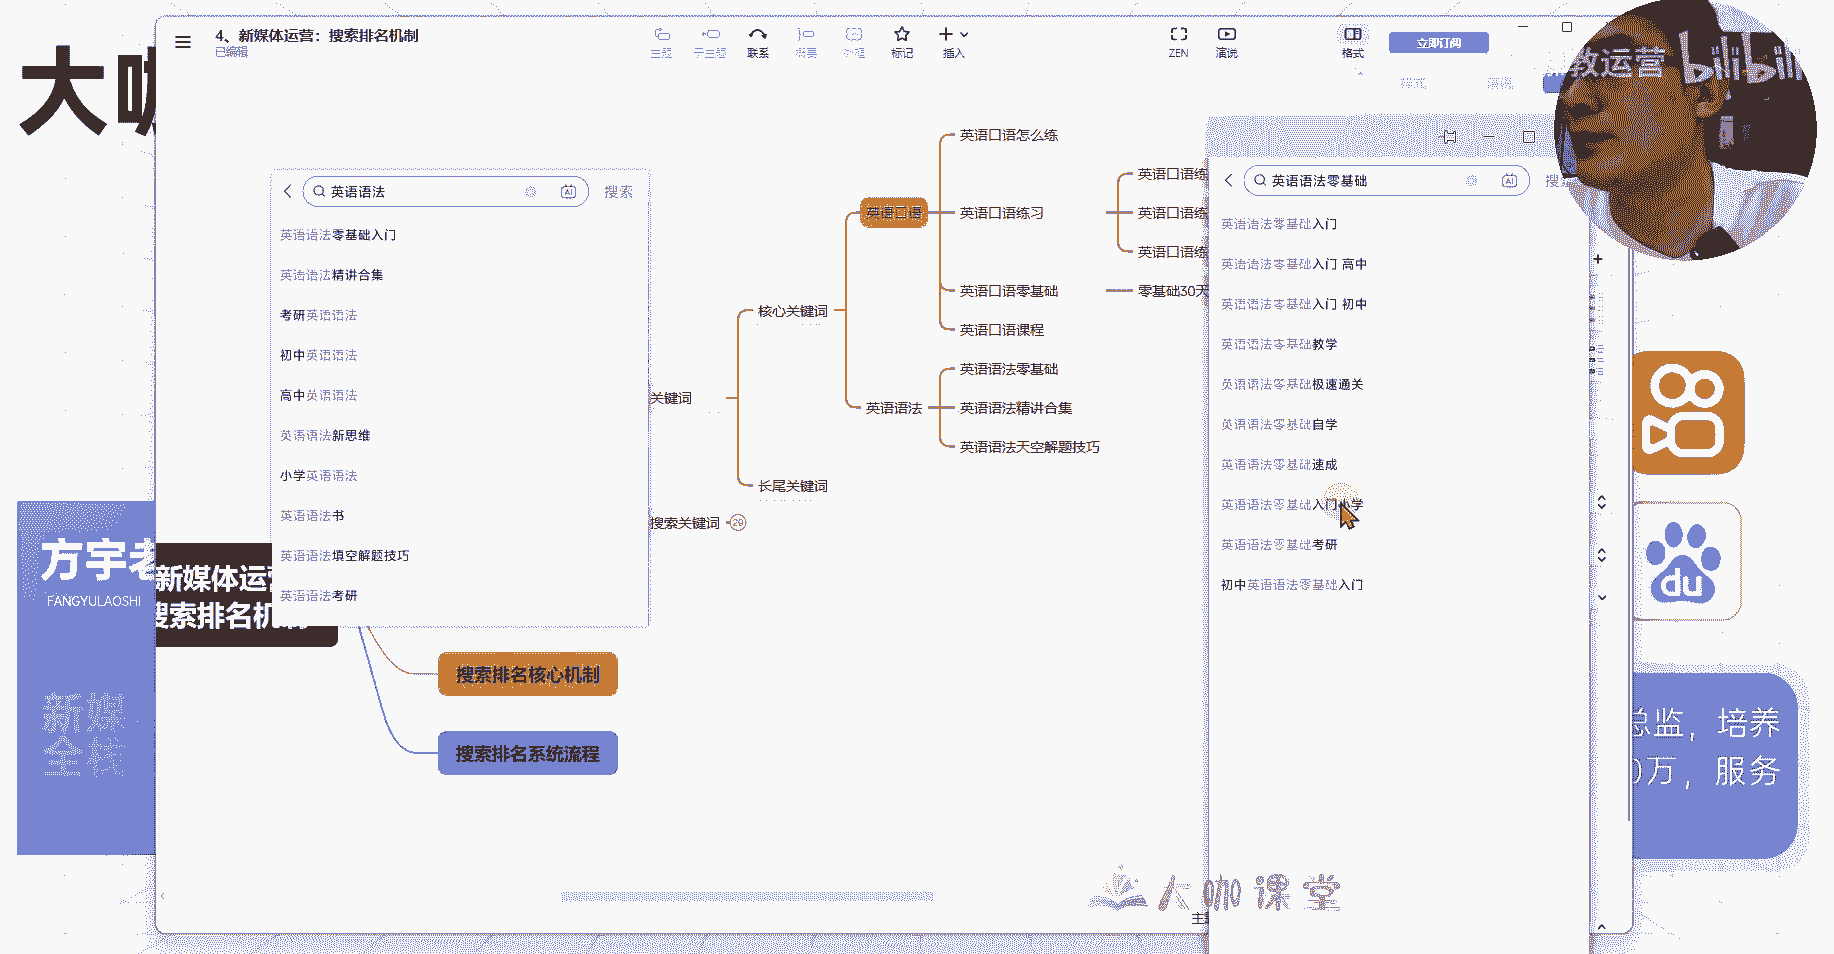 4、新媒体运营：搜索排名机制
已编辑
主题
子主题
联系
概要
外框
标记
插入
ZEN
演说
格式
立即订阅
样式
演说
教运营
bilibili
大咖
英语语法
搜索
英语语法零基础入门
英语语法精讲合集
考研英语语法
初中英语语法
高中英语语法
英语语法新思维
小学英语语法
英语语法书
英语语法填空解题技巧
英语语法考研
关键词
搜索关键词
29
核心关键词
长尾关键词
英语口语
英语语法
英语口语怎么练
英语口语练习
英语口语零基础
英语口语课程
英语语法零基础
英语语法精讲合集
英语语法天空解题技巧
英语口语练
英语口语练
英语口语练
零基础30天
英语语法零基础
搜
英语语法零基础入门
英语语法零基础入门 高中
英语语法零基础入门 初中
英语语法零基础教学
英语语法零基础极速通关
英语语法零基础自学
英语语法零基础速成
英语语法零基础入门小学
英语语法零基础考研
初中英语语法零基础入门
方宇老
FANGYULAOSHI
新媒体运营
搜索排名机制
搜索排名核心机制
搜索排名系统流程
新媒
全栈
du
总监，培养
0万，服务
大咖课堂
主题